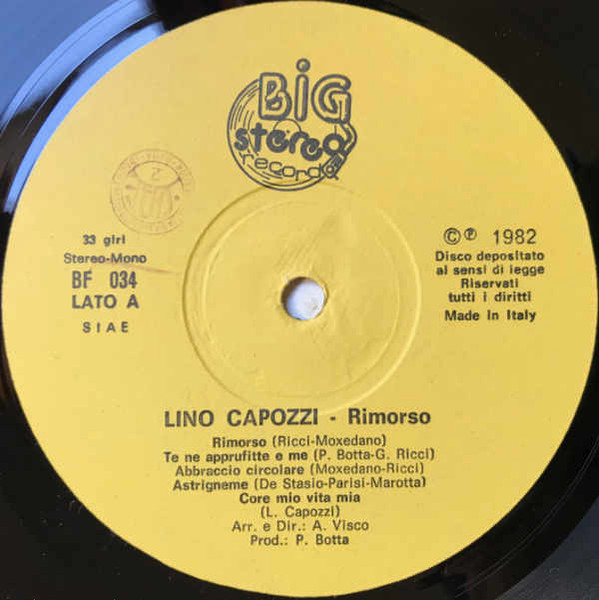 BiG
stereo
records
2
33 giri
Stereo-Mono
BF 034
LATO A
S I A E
© ℗ 1982
Disco depositato
ai sensi di legge
Riservati
tutti i diritti
Made in Italy
LINO CAPOZZI - Rimorso
Rimorso (Ricci-Moxedano)
Te ne apprufitte e me (P. Botta-G. Ricci)
Abbraccio circolare (Moxedano-Ricci)
Astrigneme (De Stasio-Parisi-Marotta)
Core mio vita mia
(L. Capozzi)
Arr. e Dir.: A. Visco
Prod.: P. Botta